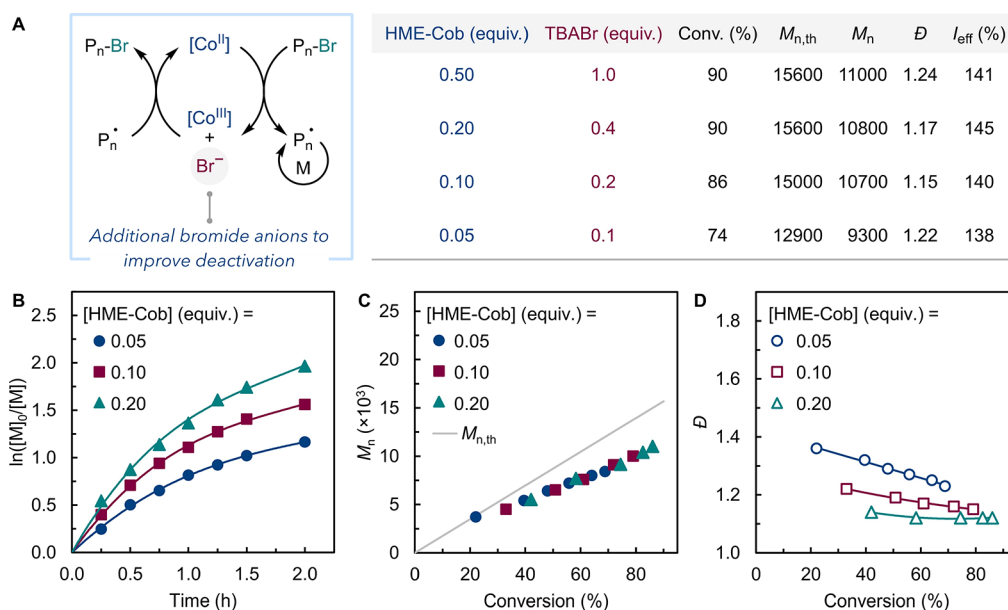 A
Pn-Br [CoII] Pn-Br
Pn• [CoIII] Pn•
+
Br− M
Additional bromide anions to
improve deactivation
HME-Cob (equiv.) TBABr (equiv.) Conv. (%) Mn,th Mn Đ Ieff (%)
0.50 1.0 90 15600 11000 1.24 141
0.20 0.4 90 15600 10800 1.17 145
0.10 0.2 86 15000 10700 1.15 140
0.05 0.1 74 12900 9300 1.22 138
B
[HME-Cob] (equiv.) =
0.05
0.10
0.20
ln([M]0/[M])
2.5
2.0
1.5
1.0
0.5
0.0
0.0 0.5 1.0 1.5 2.0
Time (h)
C
[HME-Cob] (equiv.) =
0.05
0.10
0.20
Mn,th
Mn (×10³)
25
20
15
10
5
0
0 20 40 60 80
Conversion (%)
D
[HME-Cob] (equiv.) =
0.05
0.10
0.20
Đ
1.8
1.6
1.4
1.2
1.0
0 20 40 60 80
Conversion (%)